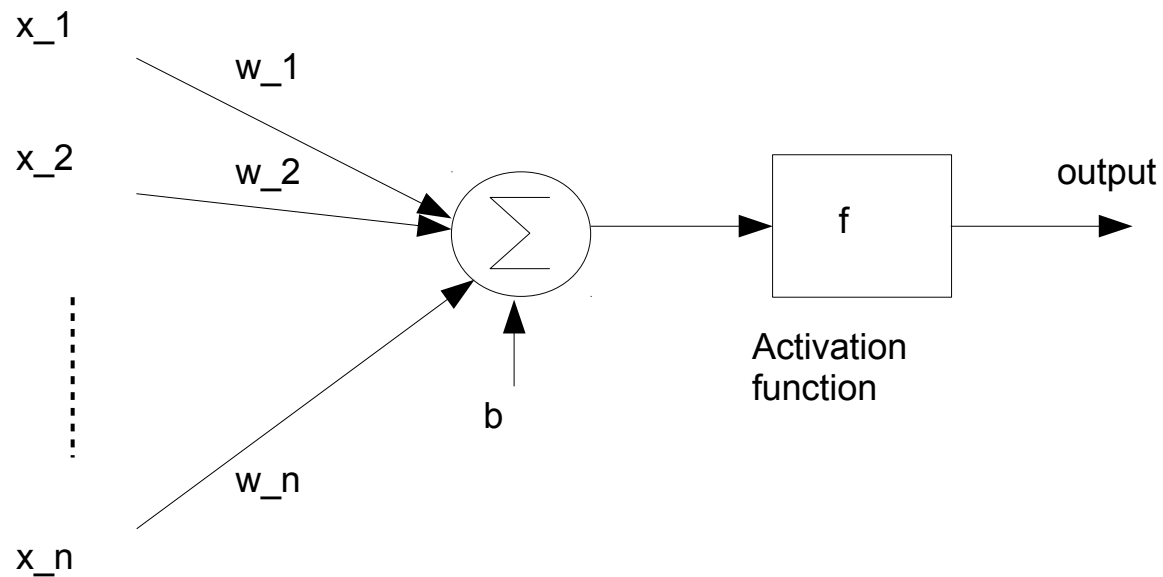 x_1
w_1
x_2
w_2
output
∑
f
Activation
function
b
w_n
x_n